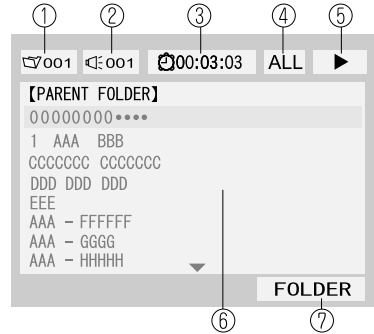 ① ② ③ ④ ⑤
001 001 00:03:03 ALL
【PARENT FOLDER】
00000000••••
1 AAA BBB
CCCCCCC CCCCCCC
DDD DDD DDD
EEE
AAA – FFFFFF
AAA – GGGG
AAA – HHHHH
FOLDER
⑥ ⑦